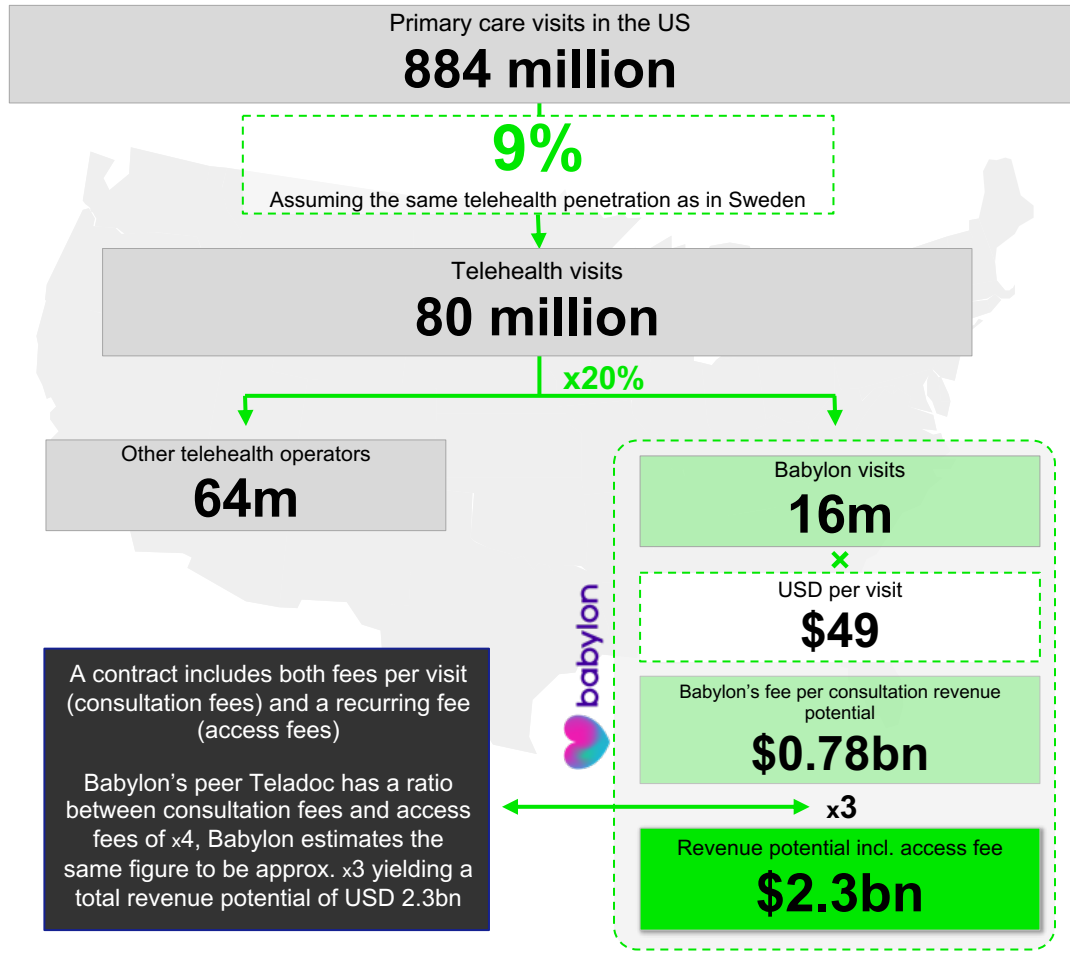 Primary care visits in the US
884 million
9%
Assuming the same telehealth penetration as in Sweden
Telehealth visits
80 million
x20%
Other telehealth operators
64m
Babylon visits
16m
×
USD per visit
$49
babylon
Babylon's fee per consultation revenue
potential
$0.78bn
A contract includes both fees per visit
(consultation fees) and a recurring fee
(access fees)
Babylon's peer Teladoc has a ratio
between consultation fees and access
fees of x4, Babylon estimates the
same figure to be approx. x3 yielding a
total revenue potential of USD 2.3bn
x3
Revenue potential incl. access fee
$2.3bn